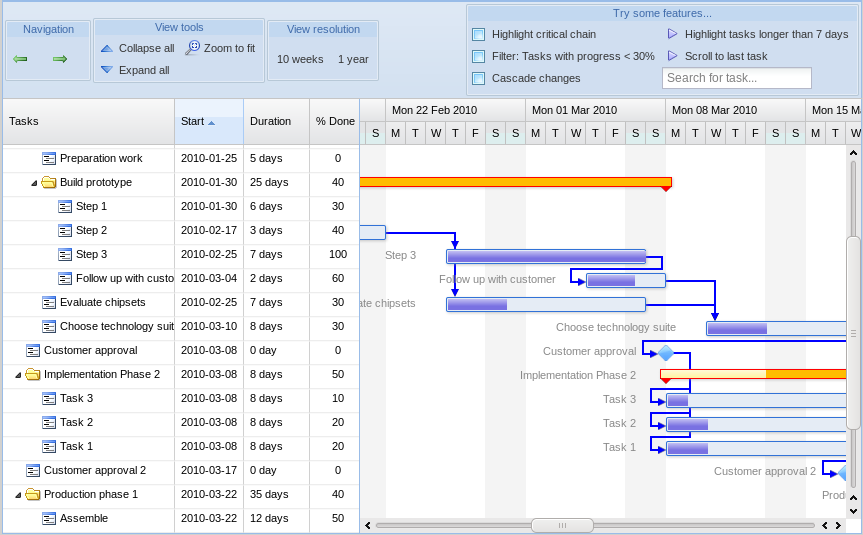 Navigation
View tools
Collapse all
Zoom to fit
Expand all
View resolution
10 weeks 1 year
Try some features...
Highlight critical chain
Highlight tasks longer than 7 days
Filter: Tasks with progress < 30%
Scroll to last task
Cascade changes
Search for task...
Tasks Start Duration % Done
Mon 22 Feb 2010 Mon 01 Mar 2010 Mon 08 Mar 2010 Mon 15 M
S M T W T F S S M T W T F S S M T W T F S S M T W
Preparation work 2010-01-25 5 days 0
Build prototype 2010-01-30 25 days 40
Step 1 2010-01-30 6 days 30
Step 2 2010-02-17 3 days 40
Step 3 2010-02-25 7 days 100
Follow up with custo 2010-03-04 2 days 60
Evaluate chipsets 2010-02-25 7 days 30
Choose technology suit 2010-03-10 8 days 30
Customer approval 2010-03-08 0 day 0
Implementation Phase 2 2010-03-08 8 days 50
Task 3 2010-03-08 8 days 10
Task 2 2010-03-08 8 days 20
Task 1 2010-03-08 8 days 20
Customer approval 2 2010-03-17 0 day 0
Production phase 1 2010-03-22 35 days 40
Assemble 2010-03-22 12 days 50
Step 3
Follow up with customer
ate chipsets
Choose technology suite
Customer approval
Implementation Phase 2
Task 3
Task 2
Task 1
Customer approval 2
Prod